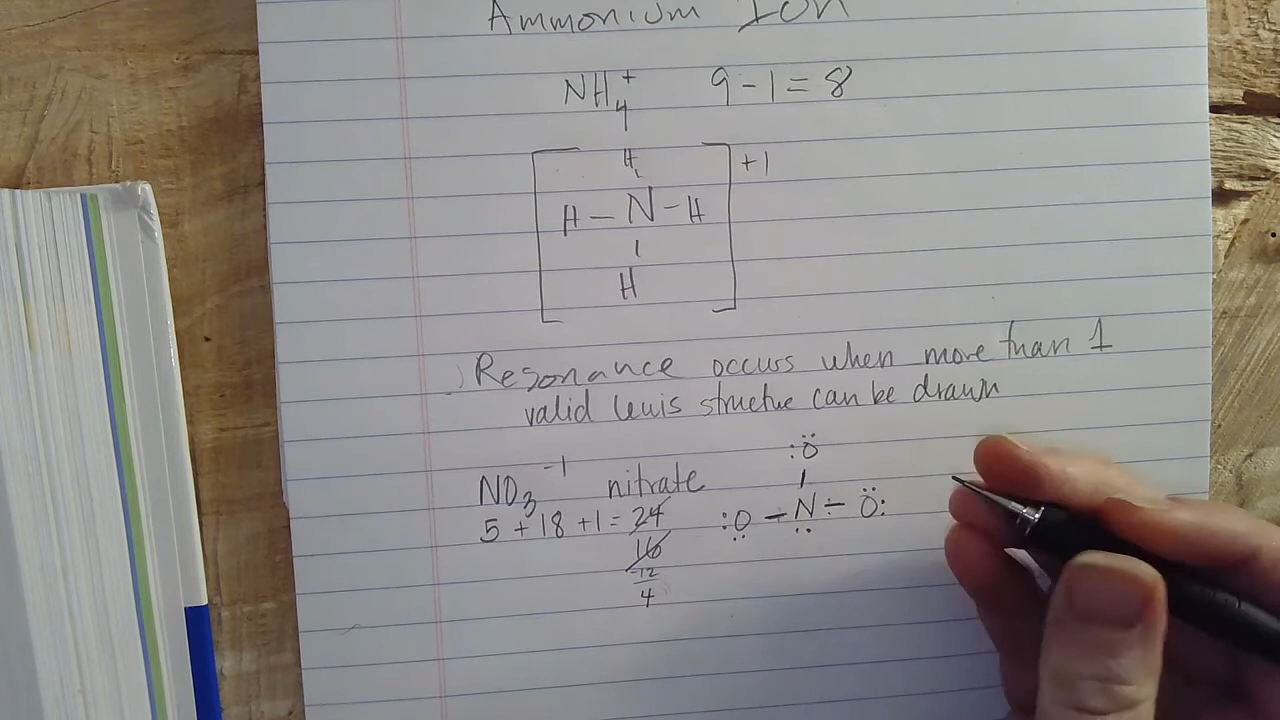 Ammonium Ion
NH₄⁺ 9 - 1 = 8
H
H - N - H
H
+1
Resonance occurs when more than 1
valid lewis structue can be drawn
NO₃⁻¹ nitrate
5 + 18 + 1 = 24
16
-12
4
:Ö
:O - N ÷ Ö: